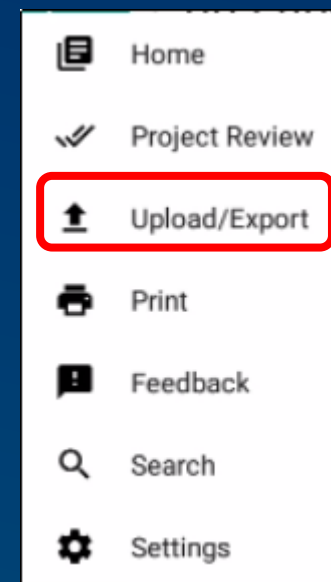 Home
Project Review
Upload/Export
Print
Feedback
Search
Settings